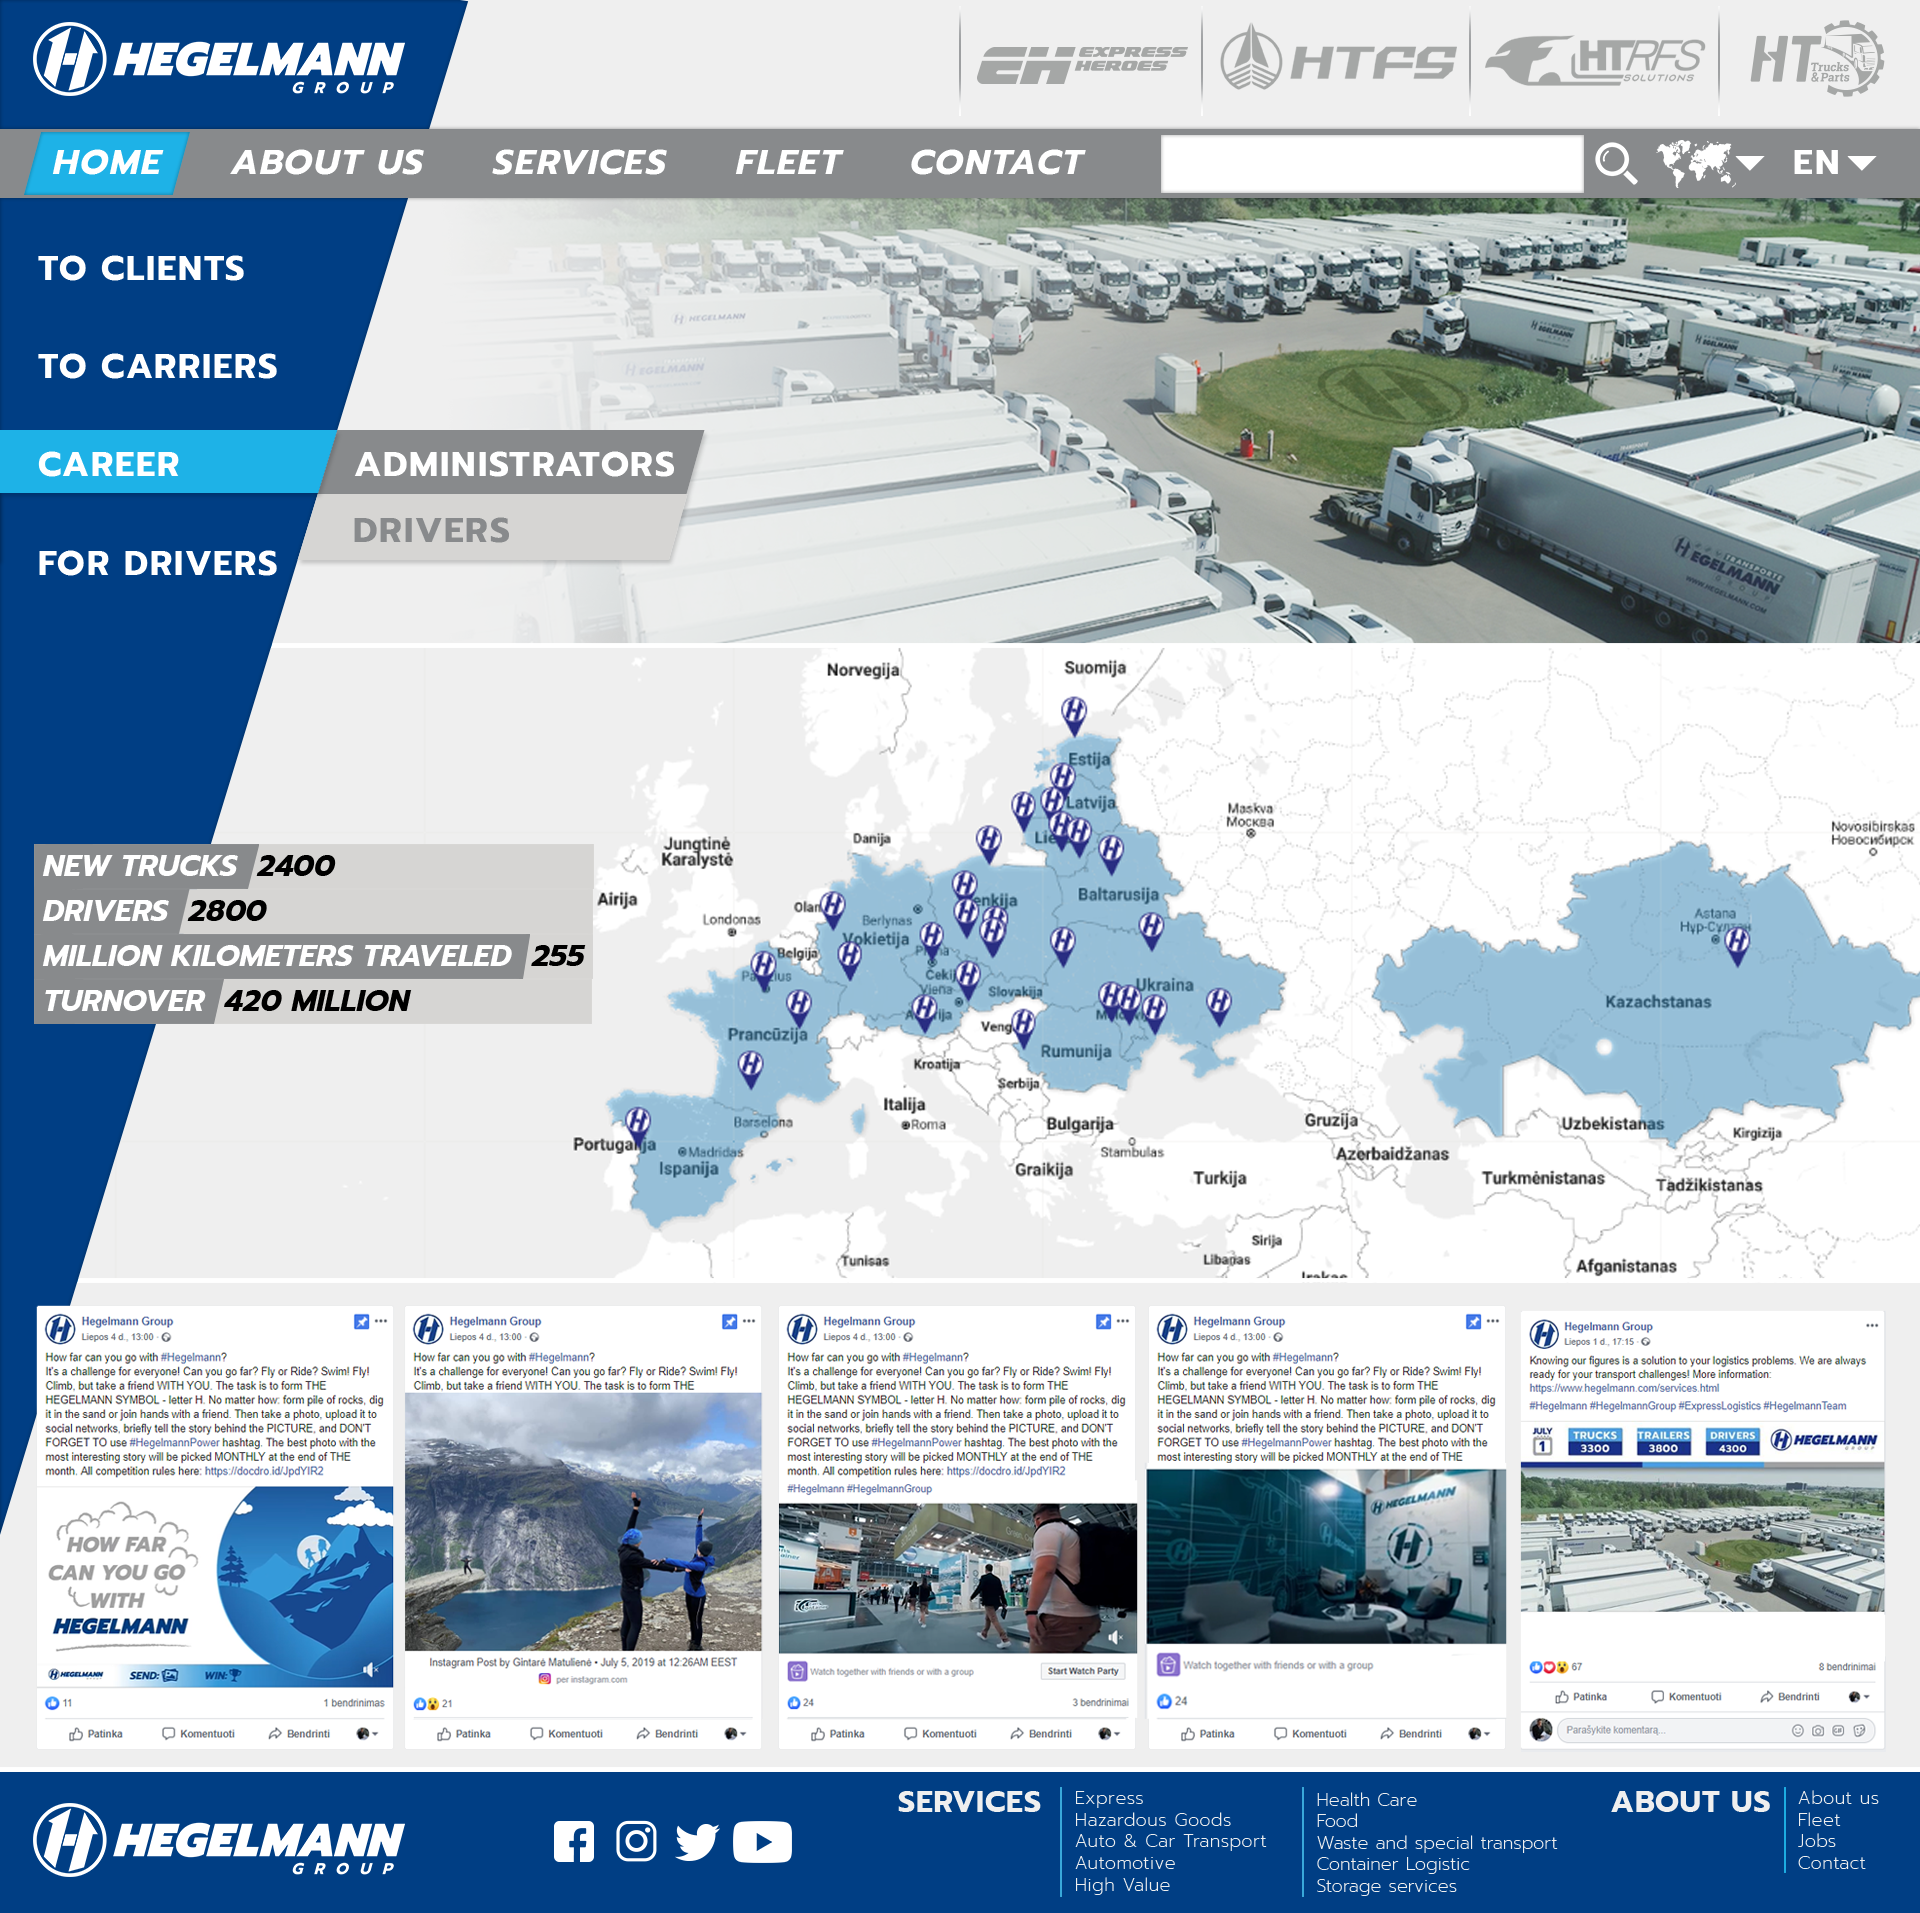 HEGELMANN
GROUP
EXPRESS
HEROES
HTFS
HTRFS
SOLUTIONS
HT
Trucks
& Parts
HOME
ABOUT US
SERVICES
FLEET
CONTACT
EN
TO CLIENTS
TO CARRIERS
CAREER
ADMINISTRATORS
DRIVERS
FOR DRIVERS
HEGELMANN
HEGELMANN
HEGELMANN
TRANSPORTE
HEGELMANN
GROUP
WWW.HEGELMANN.COM
Norvegija
Suomija
Estija
Latvija
Maskva
Москва
Novosibirskas
Новосибирск
Danija
Jungtinė
Karalystė
Airija
Londonas
Berlynas
Vokietija
Belgija
Baltarusija
Astana
Slovakija
Ukraina
Kazachstanas
Prancūzija
Rumunija
Kroatija
Serbija
Italija
Roma
Bulgarija
Barselona
Madridas
Ispanija
Stambulas
Graikija
Turkija
Gruzija
Azerbaidžanas
Uzbekistanas
Kirgizija
Turkmėnistanas
Tadžikistanas
Sirija
Libanas
Tunisas
Afganistanas
NEW TRUCKS 2400
DRIVERS 2800
MILLION KILOMETERS TRAVELED 255
TURNOVER 420 MILLION
Hegelmann Group
Liepos 4 d., 13:00
How far can you go with #Hegelmann?
It's a challenge for everyone! Can you go far? Fly or Ride? Swim! Fly!
Climb, but take a friend WITH YOU. The task is to form THE
HEGELMANN SYMBOL - letter H. No matter how: form pile of rocks, dig
it in the sand or join hands with a friend. Then take a photo, upload it to
social networks, briefly tell the story behind the PICTURE, and DON'T
FORGET TO use #HegelmannPower hashtag. The best photo with the
most interesting story will be picked MONTHLY at the end of THE
month. All competition rules here: https://docdro.id/JpdYIR2
HOW FAR
CAN YOU GO
WITH
HEGELMANN
HEGELMANN
SEND:
WIN:
11
1 bendrinimas
Patinka
Komentuoti
Bendrinti
Hegelmann Group
Liepos 4 d., 13:00
How far can you go with #Hegelmann?
It's a challenge for everyone! Can you go far? Fly or Ride? Swim! Fly!
Climb, but take a friend WITH YOU. The task is to form THE
Instagram Post by Gintarė Matulienė • July 5, 2019 at 12:26AM EEST
per instagram.com
21
Patinka
Komentuoti
Bendrinti
Hegelmann Group
Liepos 4 d., 13:00
How far can you go with #Hegelmann?
It's a challenge for everyone! Can you go far? Fly or Ride? Swim! Fly!
Climb, but take a friend WITH YOU. The task is to form THE
HEGELMANN SYMBOL - letter H. No matter how: form pile of rocks, dig
it in the sand or join hands with a friend. Then take a photo, upload it to
social networks, briefly tell the story behind the PICTURE, and DON'T
FORGET TO use #HegelmannPower hashtag. The best photo with the
most interesting story will be picked MONTHLY at the end of THE
month. All competition rules here: https://docdro.id/JpdYIR2
#Hegelmann #HegelmannGroup
Watch together with friends or with a group
Start Watch Party
24
3 bendrinimai
Patinka
Komentuoti
Bendrinti
Hegelmann Group
Liepos 4 d., 13:00
How far can you go with #Hegelmann?
It's a challenge for everyone! Can you go far? Fly or Ride? Swim! Fly!
Climb, but take a friend WITH YOU. The task is to form THE
HEGELMANN SYMBOL - letter H. No matter how: form pile of rocks, dig
it in the sand or join hands with a friend. Then take a photo, upload it to
social networks, briefly tell the story behind the PICTURE, and DON'T
FORGET TO use #HegelmannPower hashtag. The best photo with the
most interesting story will be picked MONTHLY at the end of THE
HEGELMANN
Watch together with friends or with a group
24
Patinka
Komentuoti
Bendrinti
Hegelmann Group
Liepos 1 d., 17:15
Knowing our figures is a solution to your logistics problems. We are always
ready for your transport challenges! More information:
https://www.hegelmann.com/services.html
#Hegelmann #HegelmannGroup #ExpressLogistics #HegelmannTeam
JULY
1
TRUCKS
3300
TRAILERS
3800
DRIVERS
4300
HEGELMANN
67
8 bendrinimai
Patinka
Komentuoti
Bendrinti
Parašykite komentarą...
HEGELMANN
GROUP
SERVICES
Express
Hazardous Goods
Auto & Car Transport
Automotive
High Value
Health Care
Food
Waste and special transport
Container Logistic
Storage services
ABOUT US
About us
Fleet
Jobs
Contact